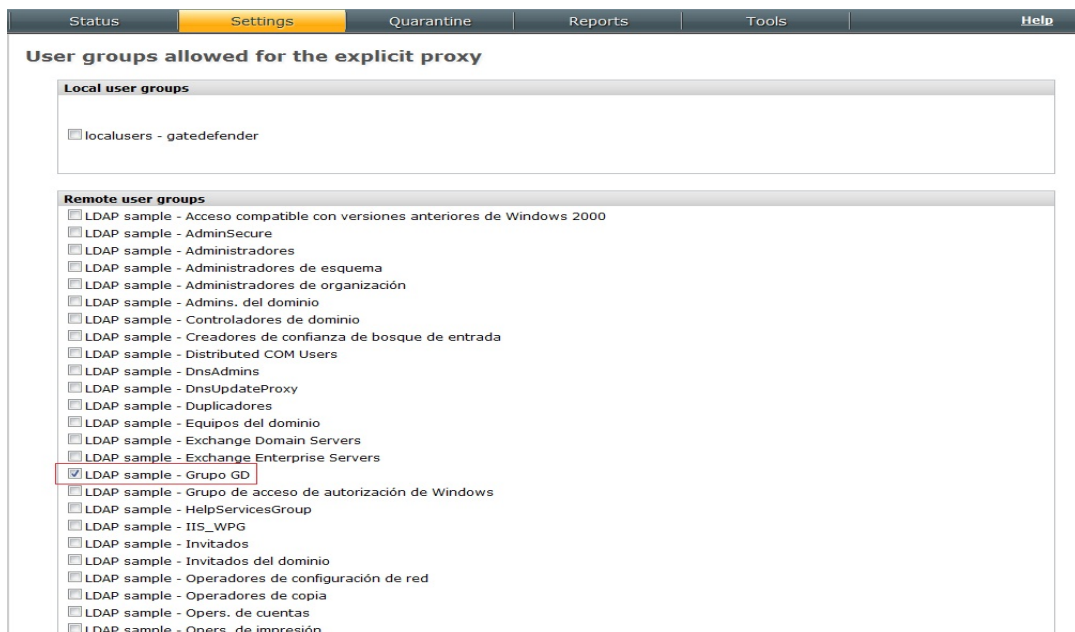 Status Settings Quarantine Reports Tools Help
User groups allowed for the explicit proxy
Local user groups
localusers - gatedefender
Remote user groups
LDAP sample - Acceso compatible con versiones anteriores de Windows 2000
LDAP sample - AdminSecure
LDAP sample - Administradores
LDAP sample - Administradores de esquema
LDAP sample - Administradores de organización
LDAP sample - Admins. del dominio
LDAP sample - Controladores de dominio
LDAP sample - Creadores de confianza de bosque de entrada
LDAP sample - Distributed COM Users
LDAP sample - DnsAdmins
LDAP sample - DnsUpdateProxy
LDAP sample - Duplicadores
LDAP sample - Equipos del dominio
LDAP sample - Exchange Domain Servers
LDAP sample - Exchange Enterprise Servers
LDAP sample - Grupo GD
LDAP sample - Grupo de acceso de autorización de Windows
LDAP sample - HelpServicesGroup
LDAP sample - IIS_WPG
LDAP sample - Invitados
LDAP sample - Invitados del dominio
LDAP sample - Operadores de configuración de red
LDAP sample - Operadores de copia
LDAP sample - Opers. de cuentas
LDAP sample - Opers. de impresión